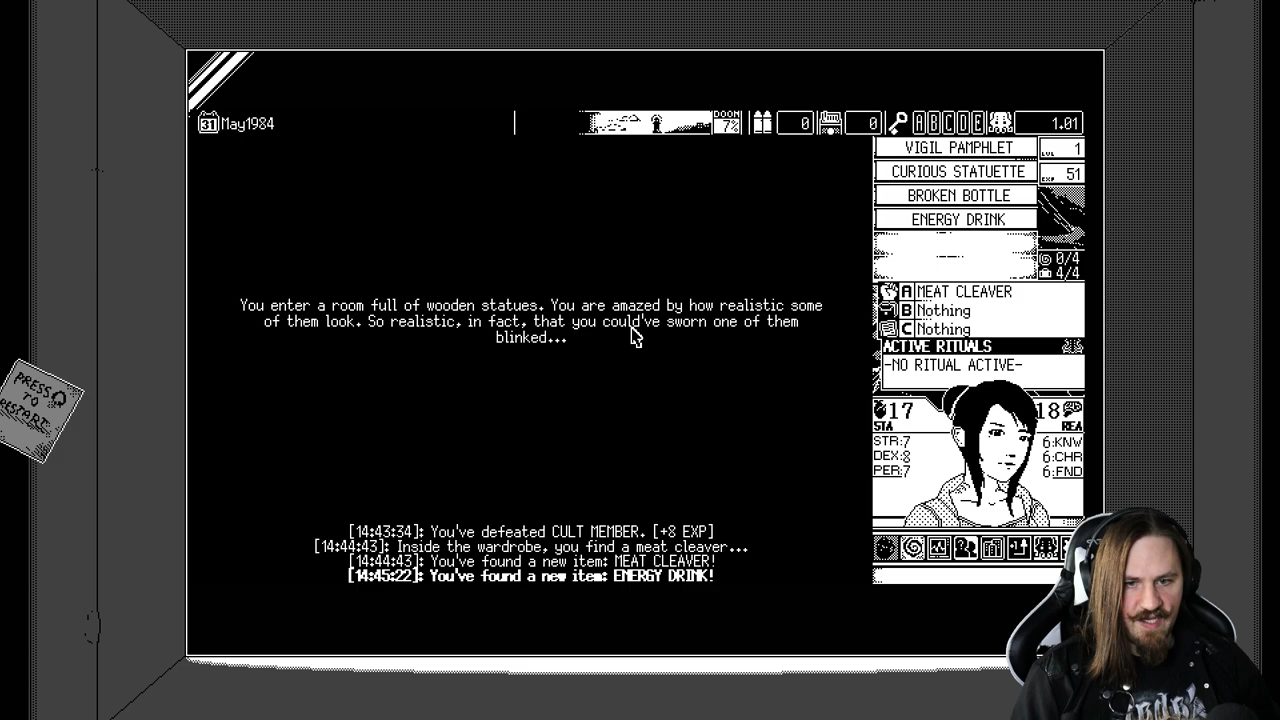 31 May1984
DOOM
7%
0
0
A B C D E
1.01
VIGIL PAMPHLET
LVL 1
CURIOUS STATUETTE
EXP 51
BROKEN BOTTLE
ENERGY DRINK
0/4
4/4
A MEAT CLEAVER
B Nothing
C Nothing
ACTIVE RITUALS
-NO RITUAL ACTIVE-
17
18
STA
REA
STR:7
6:KNW
DEX:8
6:CHR
PER:7
6:FND
You enter a room full of wooden statues. You are amazed by how realistic some
of them look. So realistic, in fact, that you could've sworn one of them
blinked...
PRESS Q
TO
RESTART
[14:43:34]: You've defeated CULT MEMBER. [+8 EXP]
[14:44:43]: Inside the wardrobe, you find a meat cleaver...
[14:44:43]: You've found a new item: MEAT CLEAVER!
[14:45:22]: You've found a new item: ENERGY DRINK!